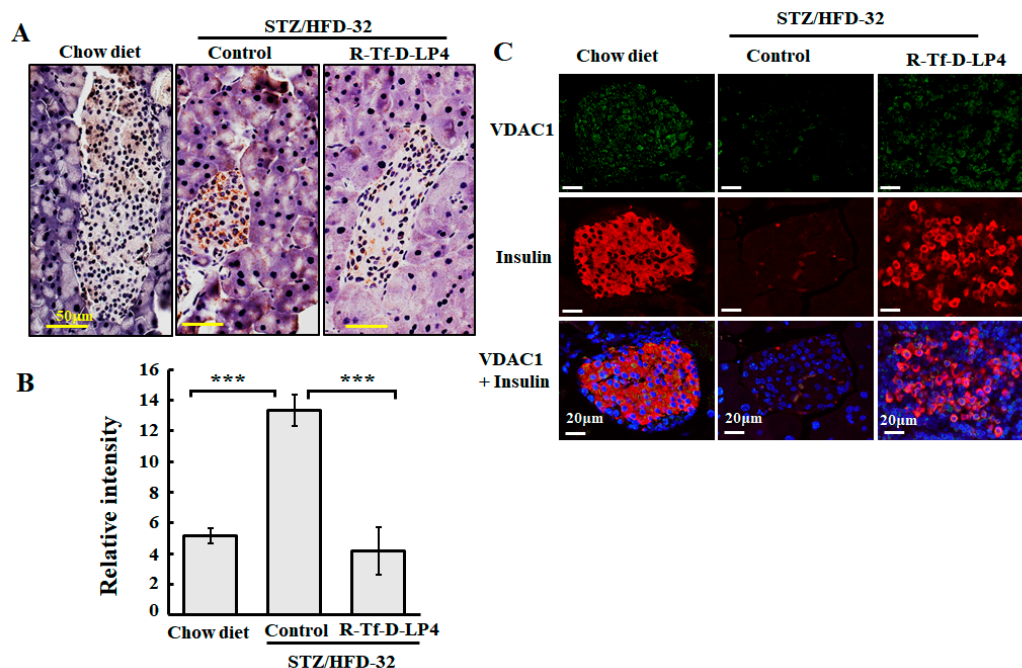 A
STZ/HFD-32
Chow diet
Control
R-Tf-D-LP4
50μm
B
Relative intensity
16
14
12
10
8
6
4
2
0
***
***
Chow diet
Control
R-Tf-D-LP4
STZ/HFD-32
C
STZ/HFD-32
Chow diet
Control
R-Tf-D-LP4
VDAC1
Insulin
VDAC1
+ Insulin
20μm
20μm
20μm